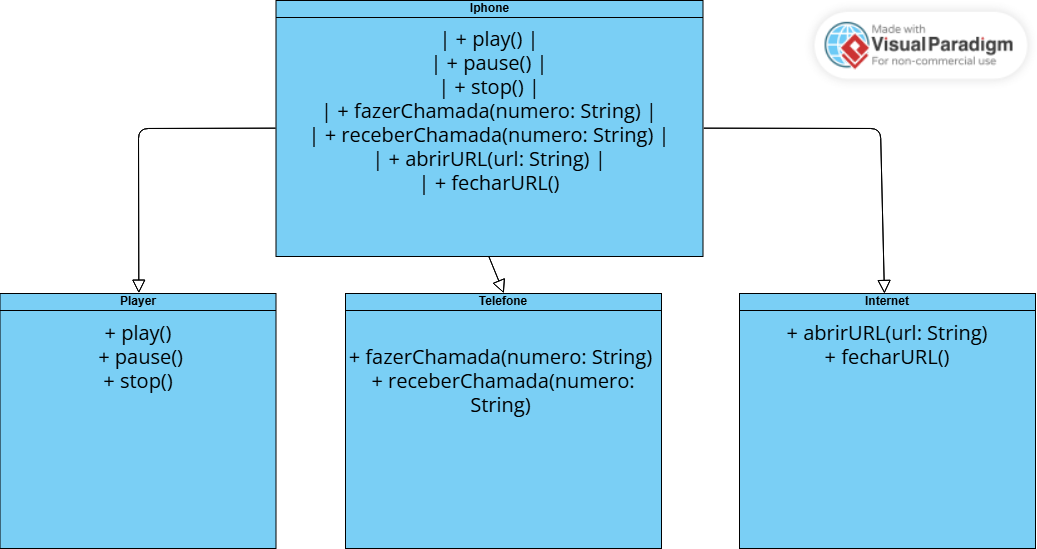 Iphone
| + play() |
| + pause() |
| + stop() |
| + fazerChamada(numero: String) |
| + receberChamada(numero: String) |
| + abrirURL(url: String) |
| + fecharURL()
Made with
Visual Paradigm
For non-commercial use
Player
+ play()
+ pause()
+ stop()
Telefone
+ fazerChamada(numero: String)
+ receberChamada(numero:
String)
Internet
+ abrirURL(url: String)
+ fecharURL()